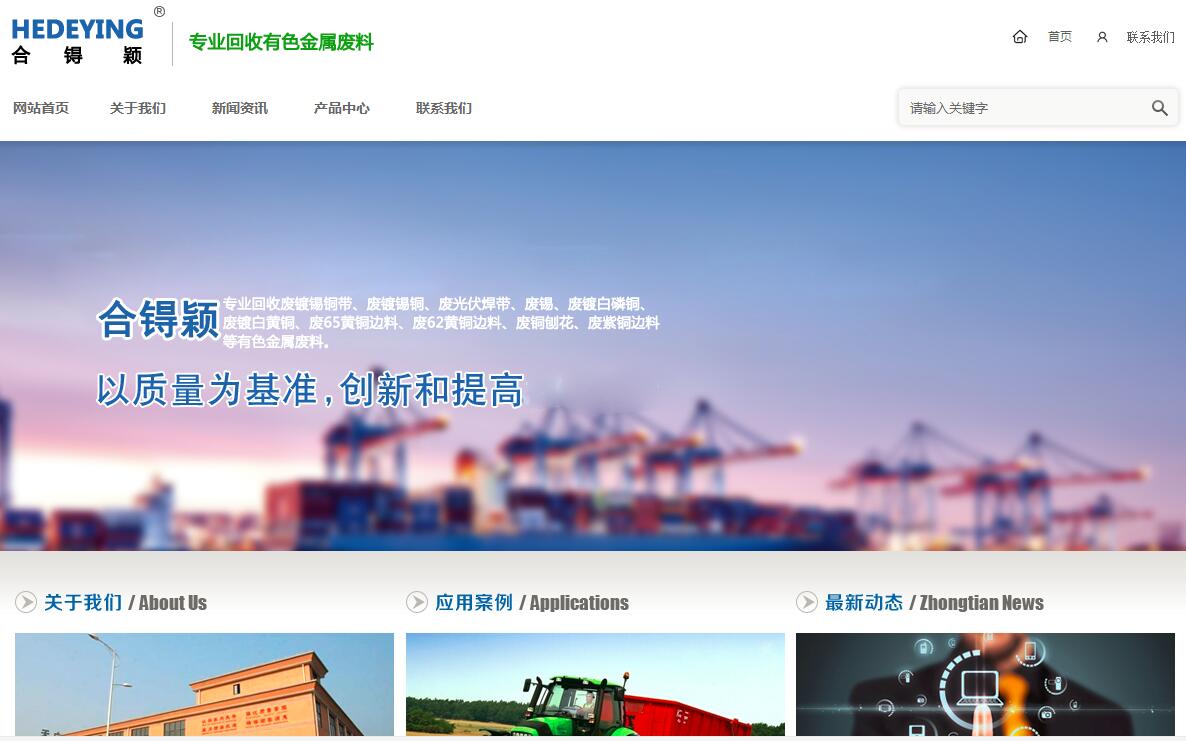 HEDEYING ®
合锝颖
专业回收有色金属废料
首页
联系我们
网站首页 关于我们 新闻资讯 产品中心 联系我们
请输入关键字
合锝颖
专业回收废镀锡铜带、废镀锡铜、废光伏焊带、废锡、废镀白磷铜、
废镀白黄铜、废65黄铜边料、废62黄铜边料、废铜刨花、废紫铜边料
等有色金属废料。
以质量为基准,创新和提高
关于我们 / About Us
应用案例 / Applications
最新动态 / Zhongtian News